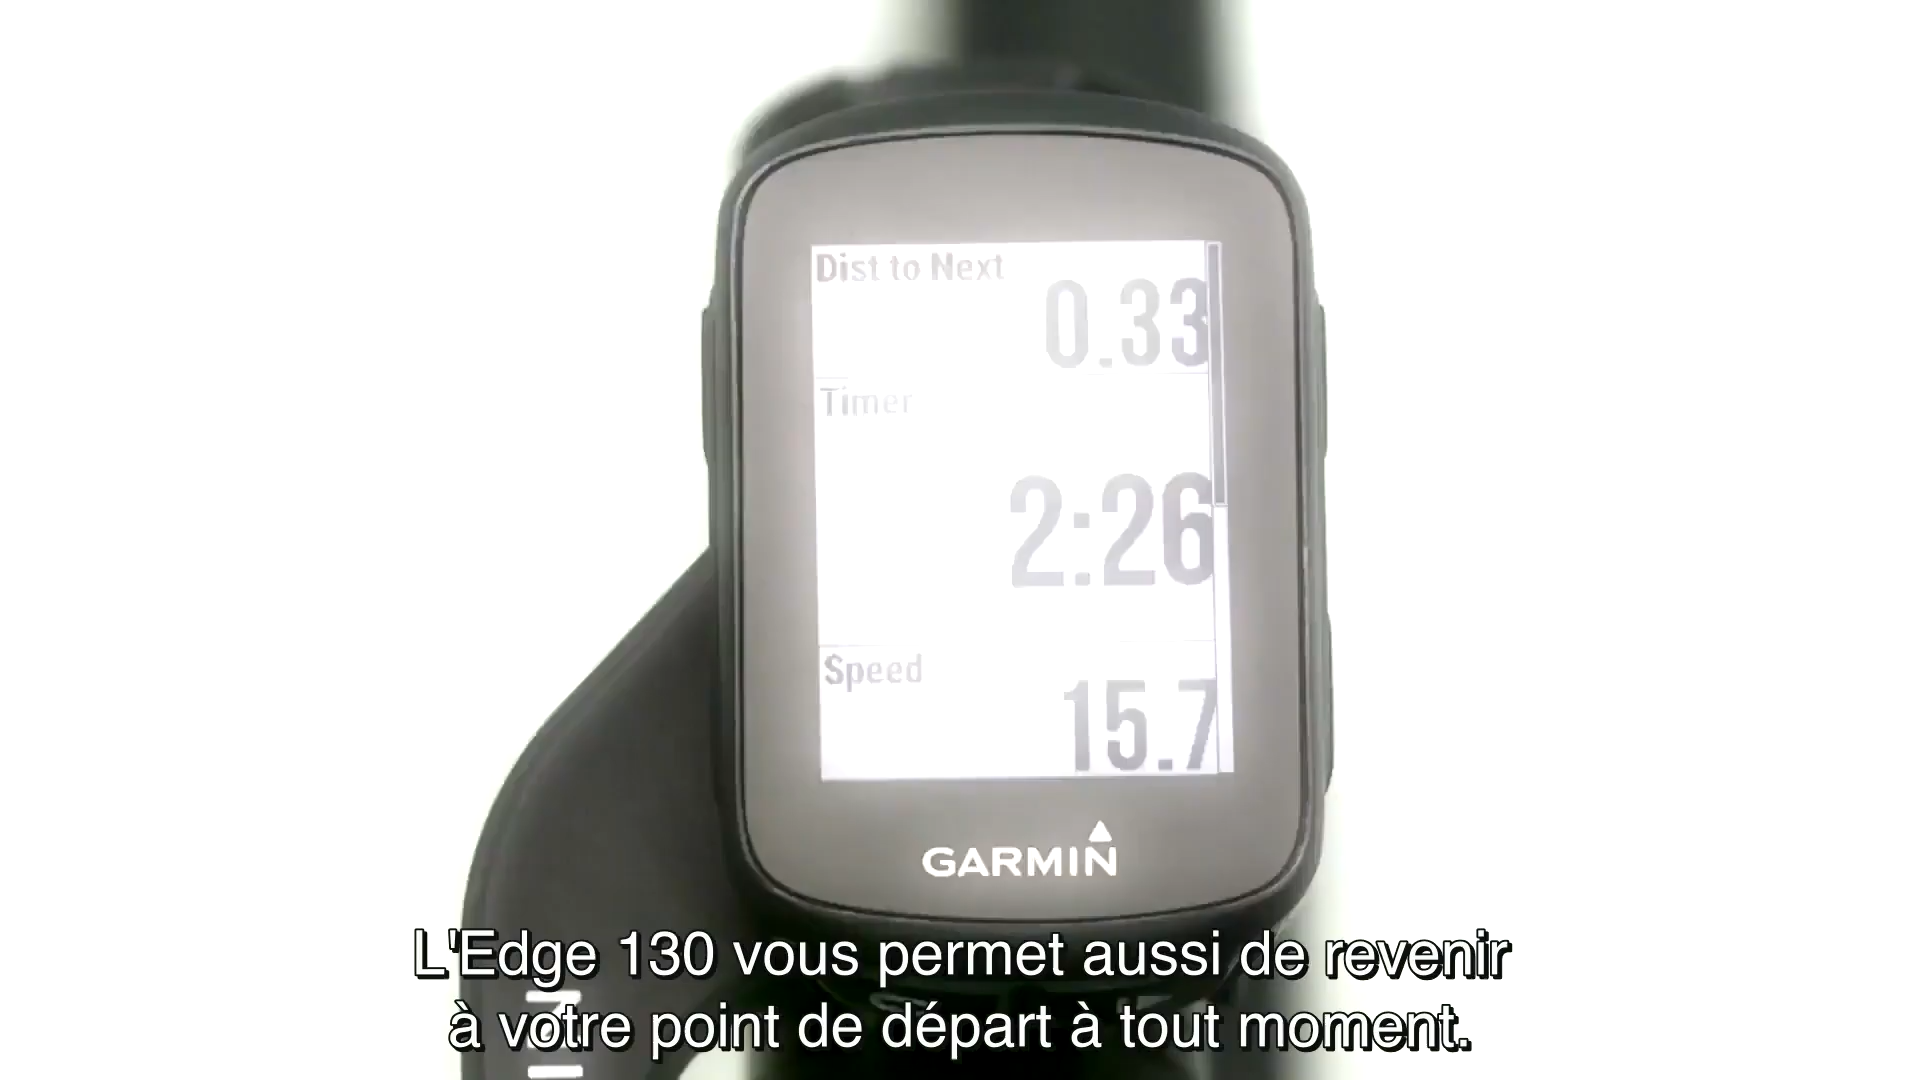 Dist to Next
0.33
Timer
2:26
Speed
15.7
GARMIN
L'Edge 130 vous permet aussi de revenir
à votre point de départ à tout moment.